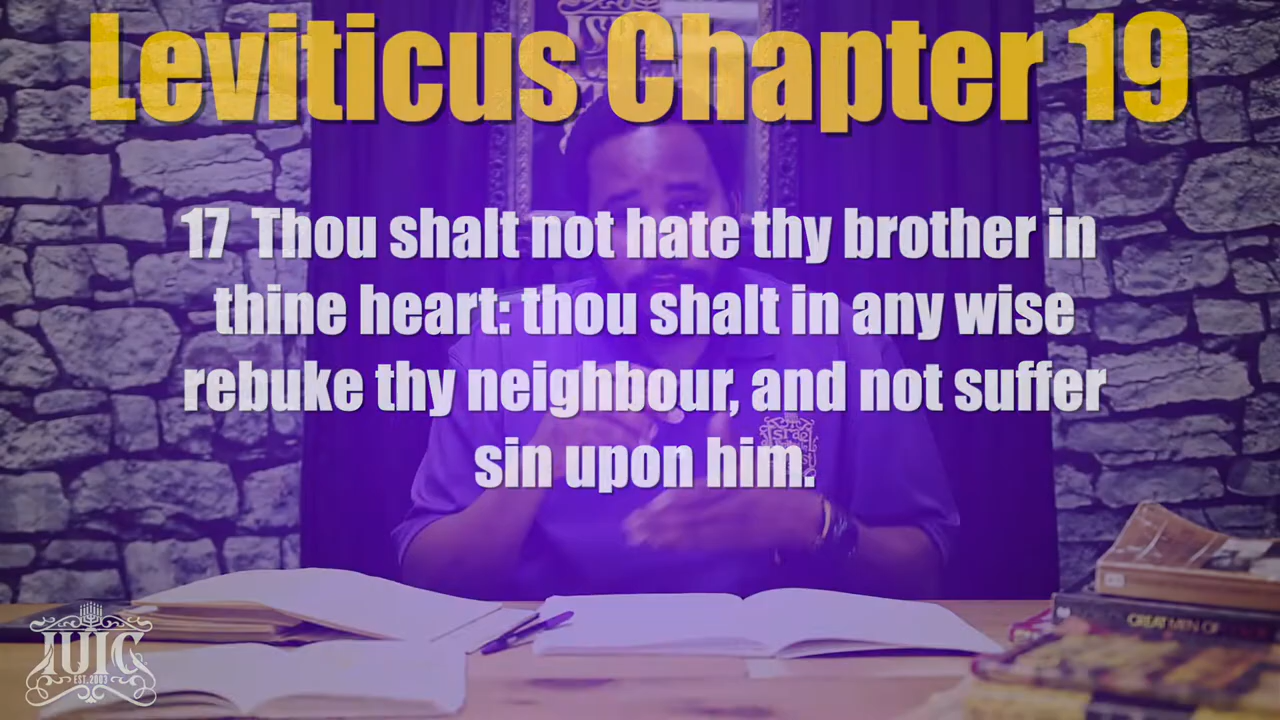 Leviticus Chapter 19
17 Thou shalt not hate thy brother in
thine heart: thou shalt in any wise
rebuke thy neighbour, and not suffer
sin upon him.
IUIC
EST. 2003
GREAT MEN OF